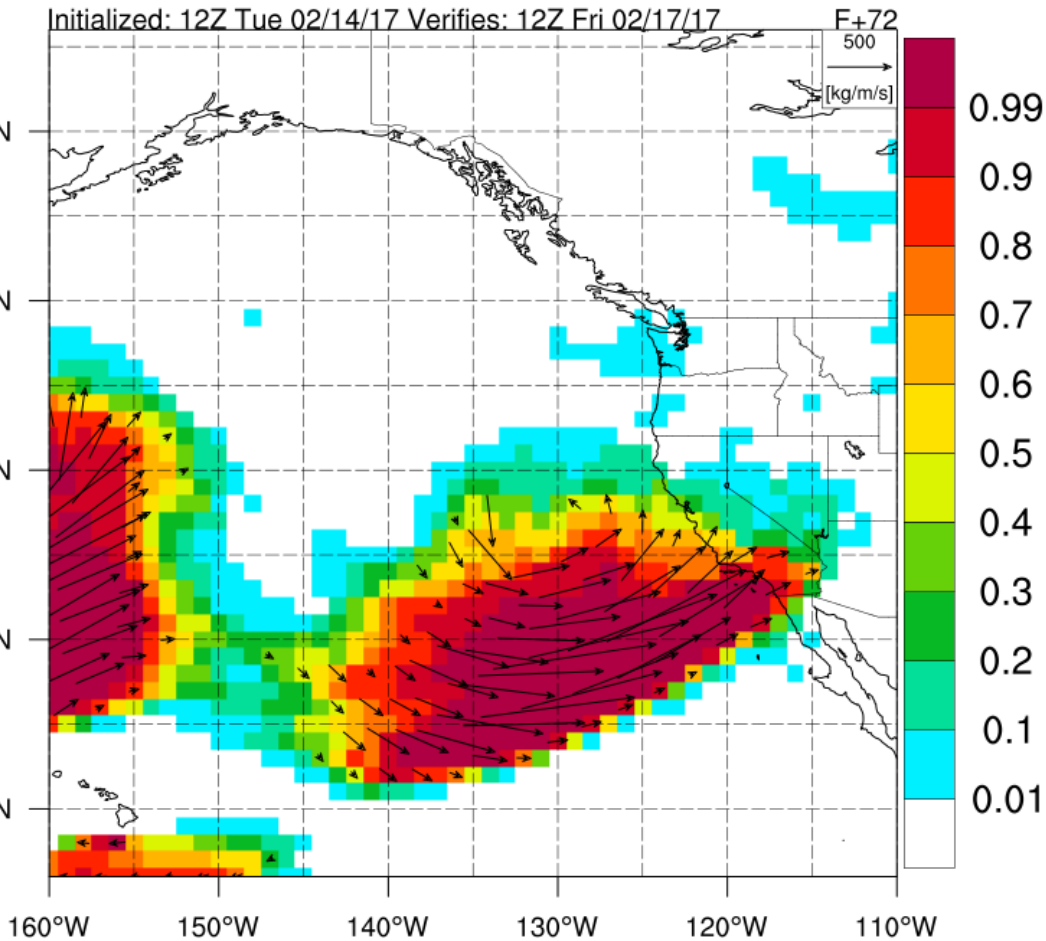 Initialized: 12Z Tue 02/14/17 Verifies: 12Z Fri 02/17/17 F+72
500
[kg/m/s]
0.99
0.9
0.8
0.7
0.6
0.5
0.4
0.3
0.2
0.1
0.01
N
N
N
N
N
160°W 150°W 140°W 130°W 120°W 110°W